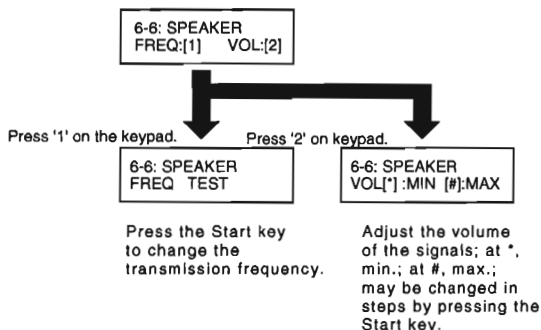 6-6: SPEAKER
FREQ:[1] VOL:[2]
Press '1' on the keypad.
Press '2' on keypad.
6-6: SPEAKER
FREQ TEST
6-6: SPEAKER
VOL[*] :MIN [#]:MAX
Press the Start key
to change the
transmission frequency.
Adjust the volume
of the signals; at *,
min.; at #, max.;
may be changed in
steps by pressing the
Start key.